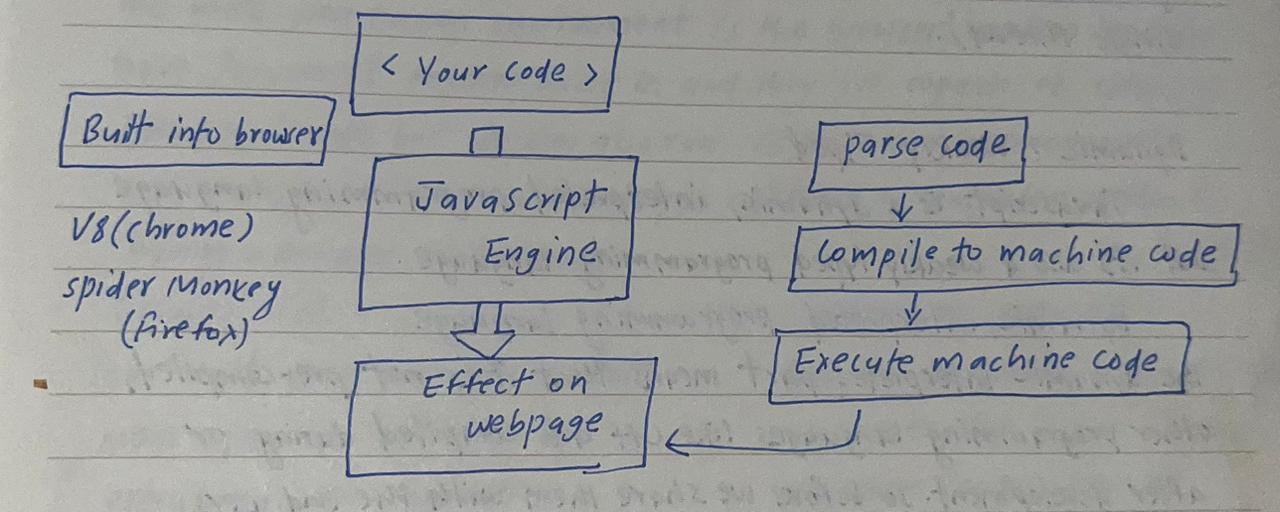 < Your code >
Built into browser
V8(chrome)
spider Monkey
(firefox)
Javascript
Engine
Effect on
webpage
parse code
Compile to machine code
Execute machine code